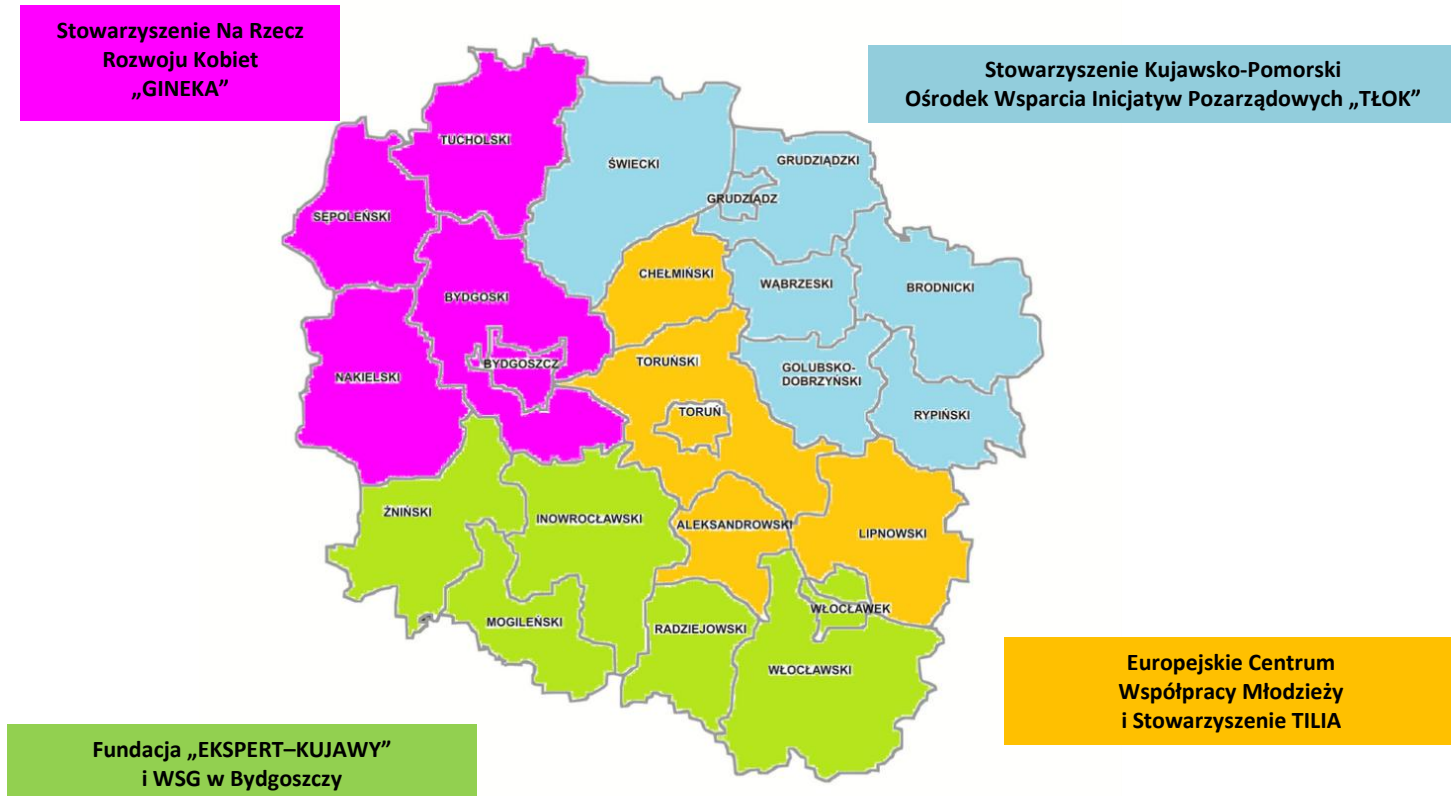 Stowarzyszenie Na Rzecz
Rozwoju Kobiet
„GINEKA”
Stowarzyszenie Kujawsko-Pomorski
Ośrodek Wsparcia Inicjatyw Pozarządowych „TŁOK”
TUCHOLSKI
ŚWIECKI
GRUDZIĄDZKI
GRUDZIĄDZ
SĘPOLEŃSKI
CHEŁMIŃSKI
WĄBRZESKI
BRODNICKI
BYDGOSKI
BYDGOSZCZ
TORUŃSKI
GOLUBSKO-
DOBRZYŃSKI
NAKIELSKI
TORUŃ
RYPIŃSKI
ŻNIŃSKI
INOWROCŁAWSKI
ALEKSANDROWSKI
LIPNOWSKI
WŁOCŁAWEK
MOGILEŃSKI
RADZIEJOWSKI
WŁOCŁAWSKI
Europejskie Centrum
Współpracy Młodzieży
i Stowarzyszenie TILIA
Fundacja „EKSPERT–KUJAWY”
i WSG w Bydgoszczy